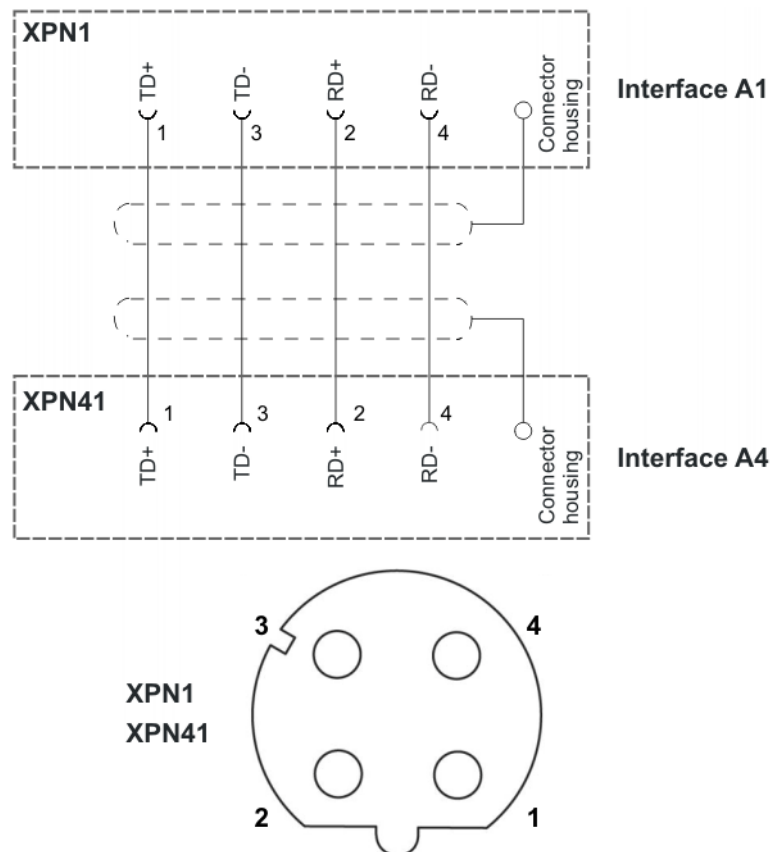 XPN1
TD+
TD-
RD+
RD-
Connector
housing
Interface A1
1
3
2
4
XPN41
1
3
2
4
TD+
TD-
RD+
RD-
Connector
housing
Interface A4
3
4
XPN1
XPN41
2
1